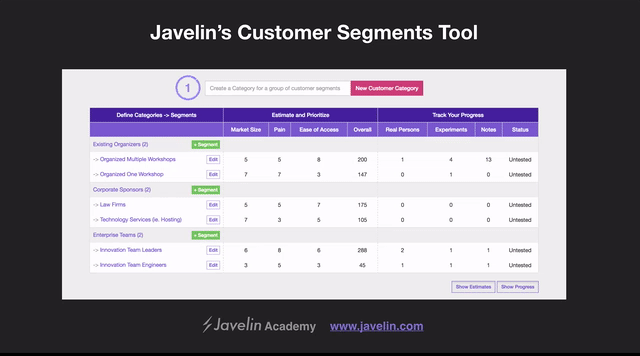 Javelin's Customer Segments Tool
1 Create a Category for a group of customer segments New Customer Category
Define Categories -> Segments Estimate and Prioritize Track Your Progress
Market Size Pain Ease of Access Overall Real Persons Experiments Notes Status
Existing Organizers (2) + Segment
-> Organized Multiple Workshops Edit 5 5 8 200 1 4 13 Untested
-> Organized One Workshop Edit 7 7 3 147 0 1 0 Untested
Corporate Sponsors (2) + Segment
-> Law Firms Edit 5 5 7 175 0 0 0 Untested
-> Technology Services (ie. Hosting) Edit 7 3 5 105 0 0 0 Untested
Enterprise Teams (2) + Segment
-> Innovation Team Leaders Edit 6 8 6 288 2 1 1 Untested
-> Innovation Team Engineers Edit 3 5 3 45 1 1 1 Untested
Show Estimates Show Progress
Javelin Academy www.javelin.com